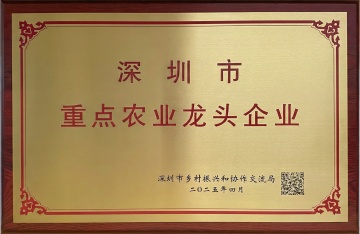 深圳市
重点农业龙头企业
深圳市乡村振兴和协作交流局
二〇二五年四月